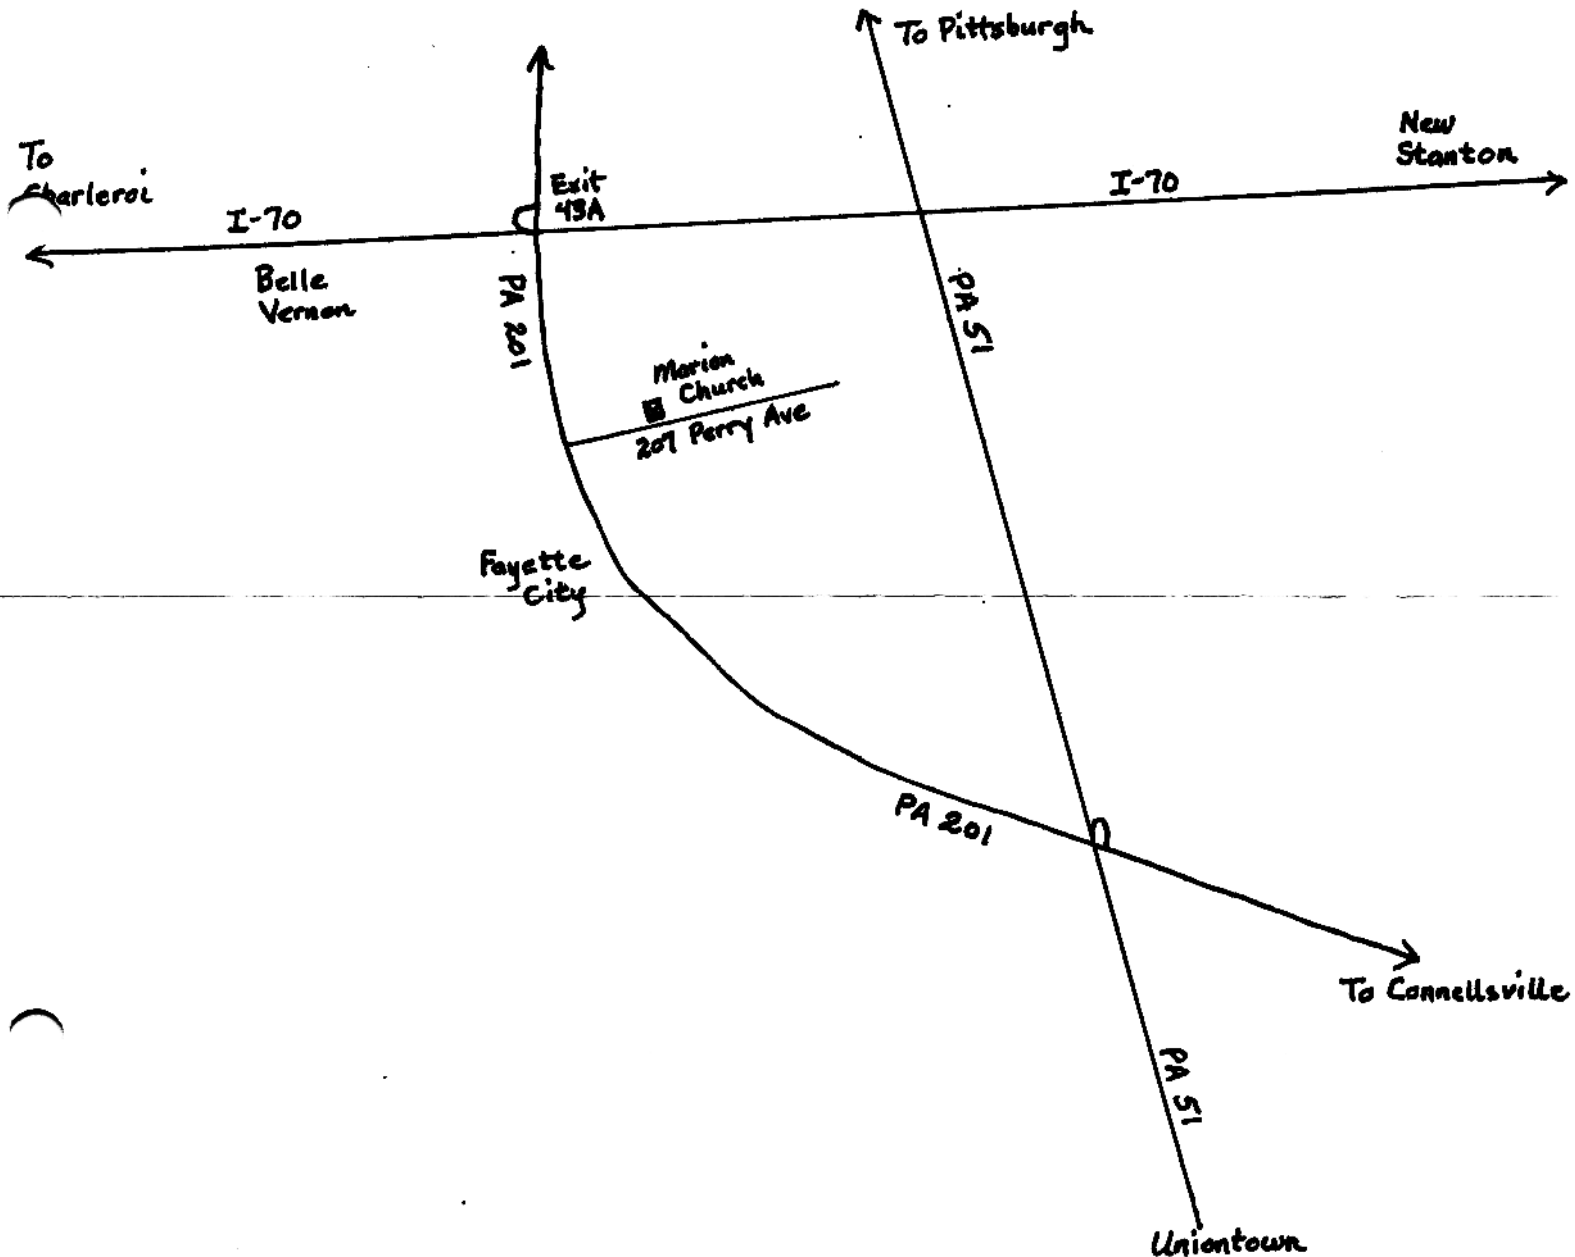 To Pittsburgh
To
Charleroi
New
Stanton
Exit
43A
I-70
I-70
Belle
Vernon
PA 201
PA 51
Marion
Church
207 Perry Ave
Fayette
City
PA 201
To Connellsville
PA 51
Uniontown